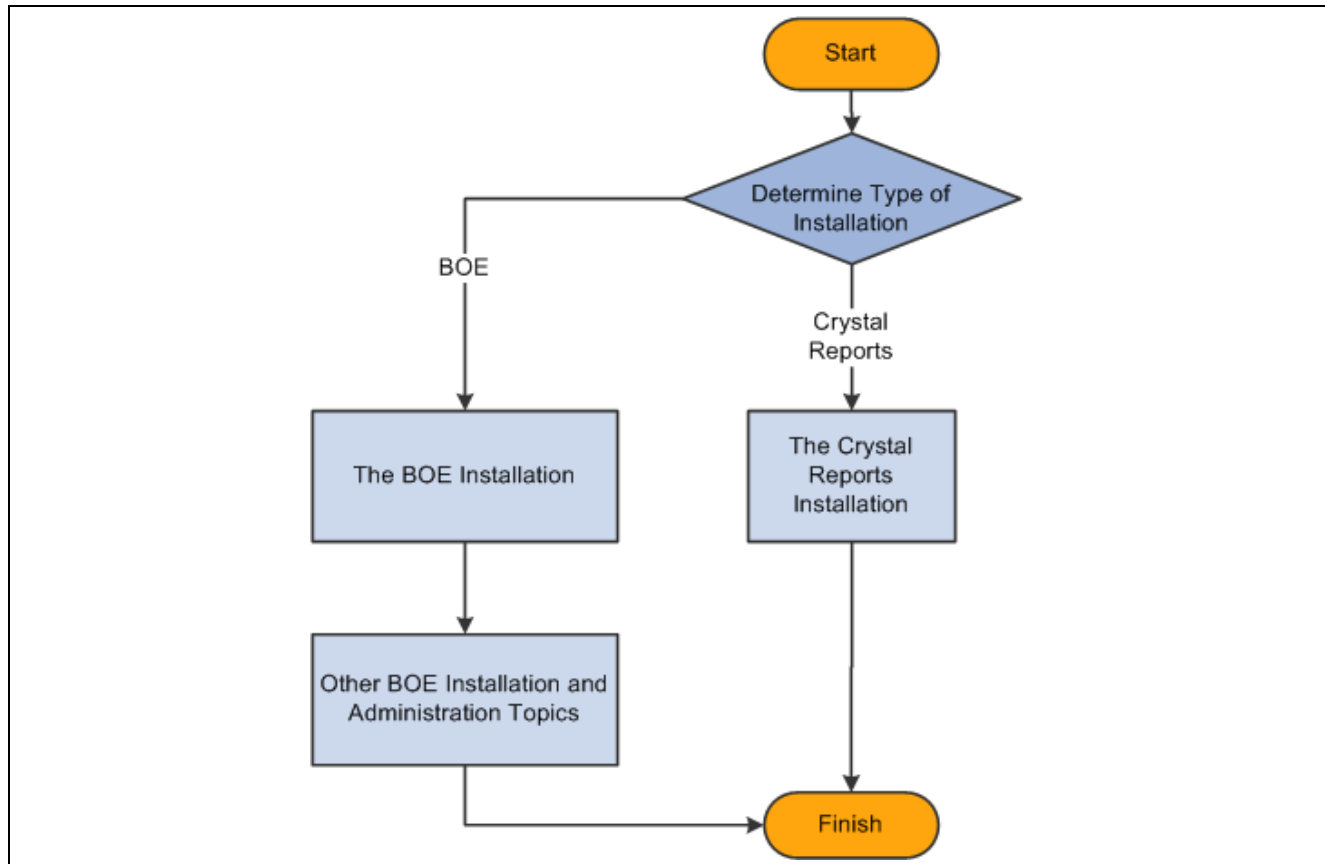 Start
Determine Type of
Installation
BOE
Crystal
Reports
The BOE Installation
The Crystal
Reports
Installation
Other BOE Installation and
Administration Topics
Finish